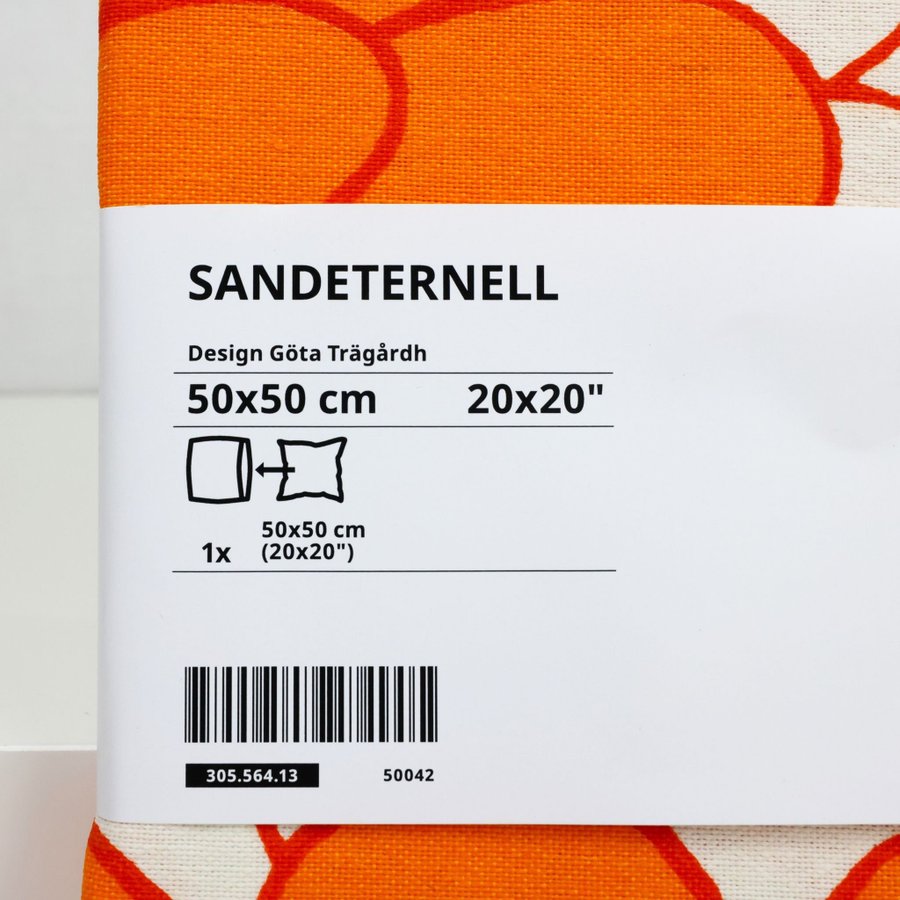 SANDETERNELL
Design Göta Trägårdh
50x50 cm 20x20"
50x50 cm
1x (20x20")
305.564.13 50042